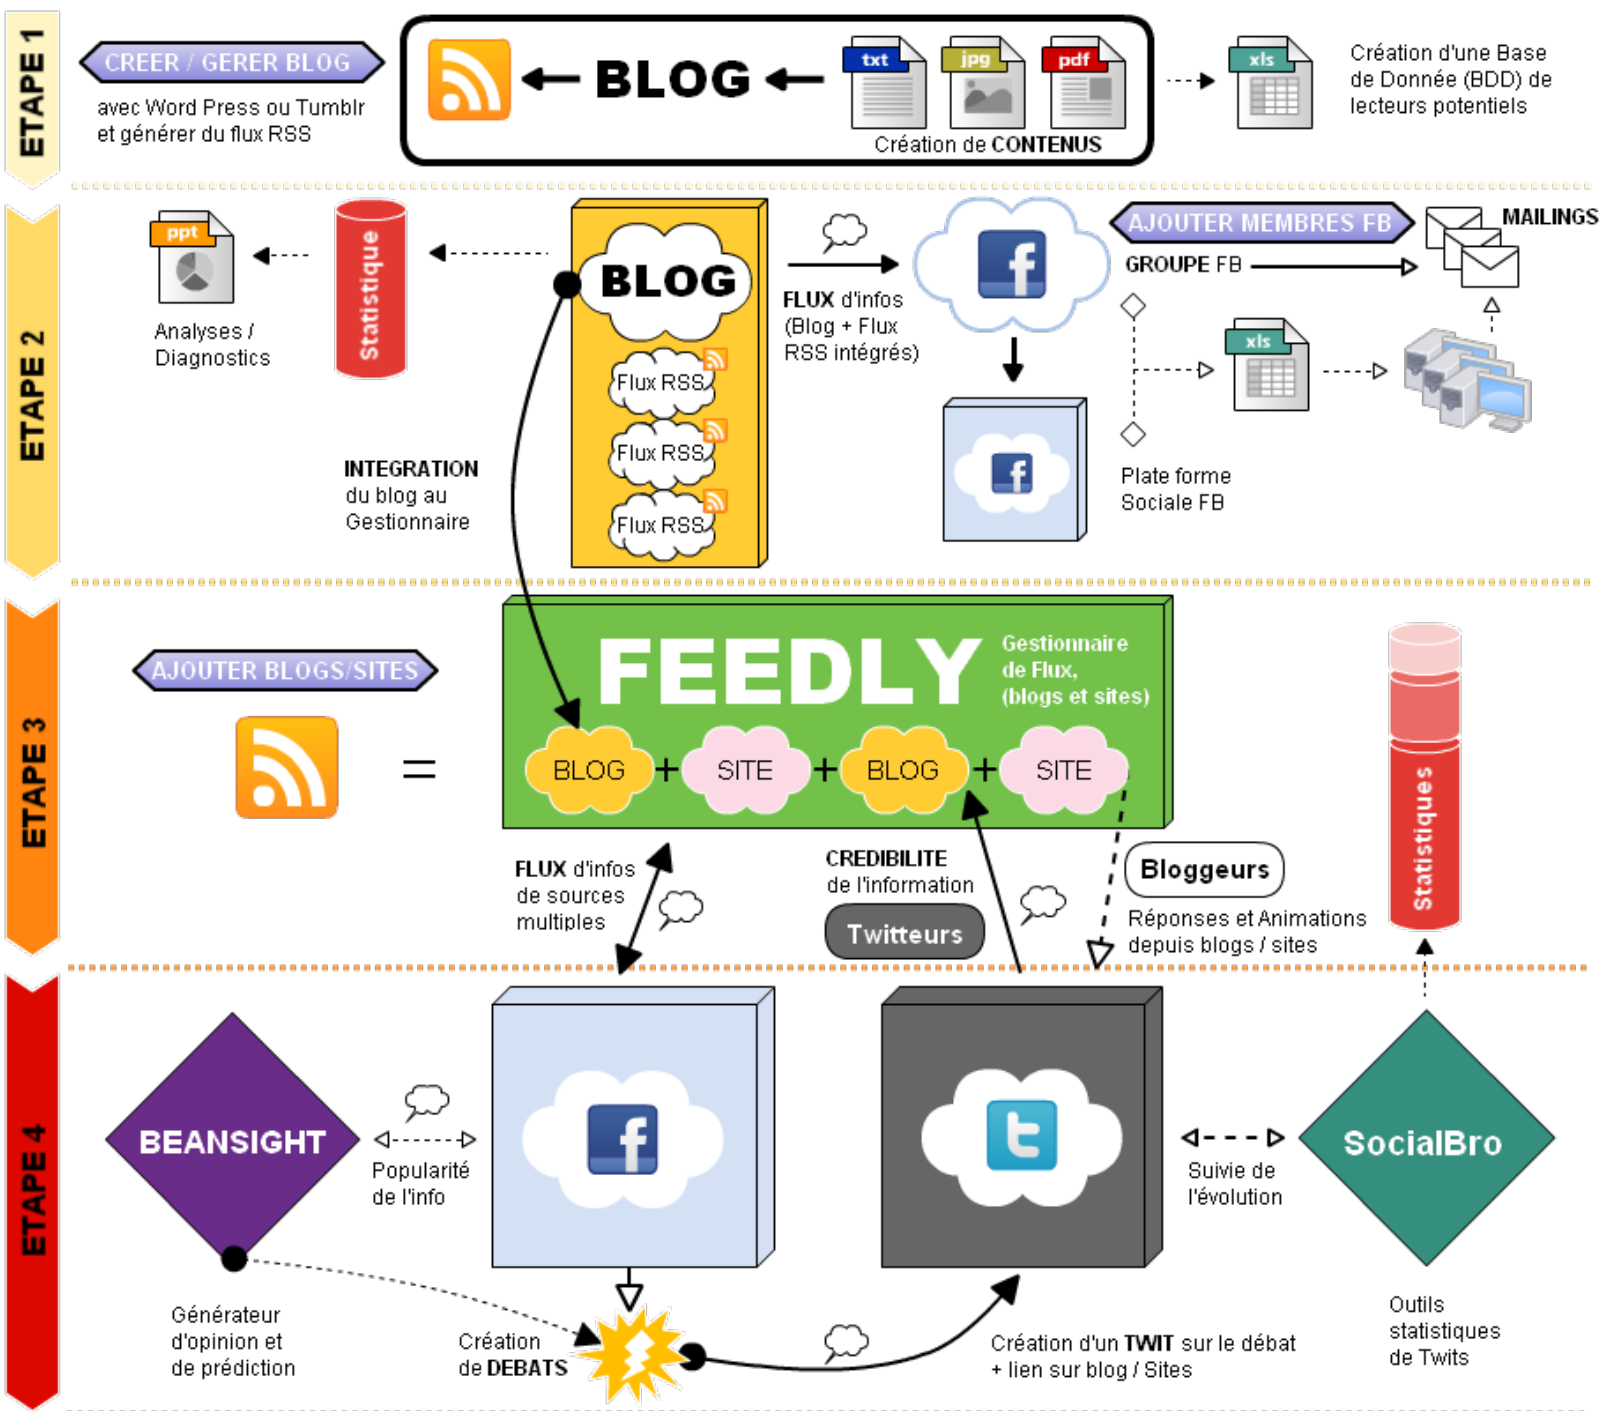 ETAPE 1
CREER / GERER BLOG
avec Word Press ou Tumblr
et générer du flux RSS
BLOG
txt
jpg
pdf
Création de CONTENUS
xls
Création d'une Base
de Donnée (BDD) de
lecteurs potentiels
ETAPE 2
ppt
Analyses /
Diagnostics
Statistique
BLOG
Flux RSS
Flux RSS
Flux RSS
INTEGRATION
du blog au
Gestionnaire
FLUX d'infos
(Blog + Flux
RSS intégrés)
f
f
AJOUTER MEMBRES FB
GROUPE FB
MAILINGS
xls
Plate forme
Sociale FB
ETAPE 3
AJOUTER BLOGS/SITES
=
FEEDLY
Gestionnaire
de Flux,
(blogs et sites)
BLOG + SITE + BLOG + SITE
FLUX d'infos
de sources
multiples
CREDIBILITE
de l'information
Twitteurs
Bloggeurs
Réponses et Animations
depuis blogs / sites
Statistiques
ETAPE 4
BEANSIGHT
Popularité
de l'info
f
t
Suivie de
l'évolution
SocialBro
Générateur
d'opinion et
de prédiction
Création
de DEBATS
Création d'un TWIT sur le débat
+ lien sur blog / Sites
Outils
statistiques
de Twits